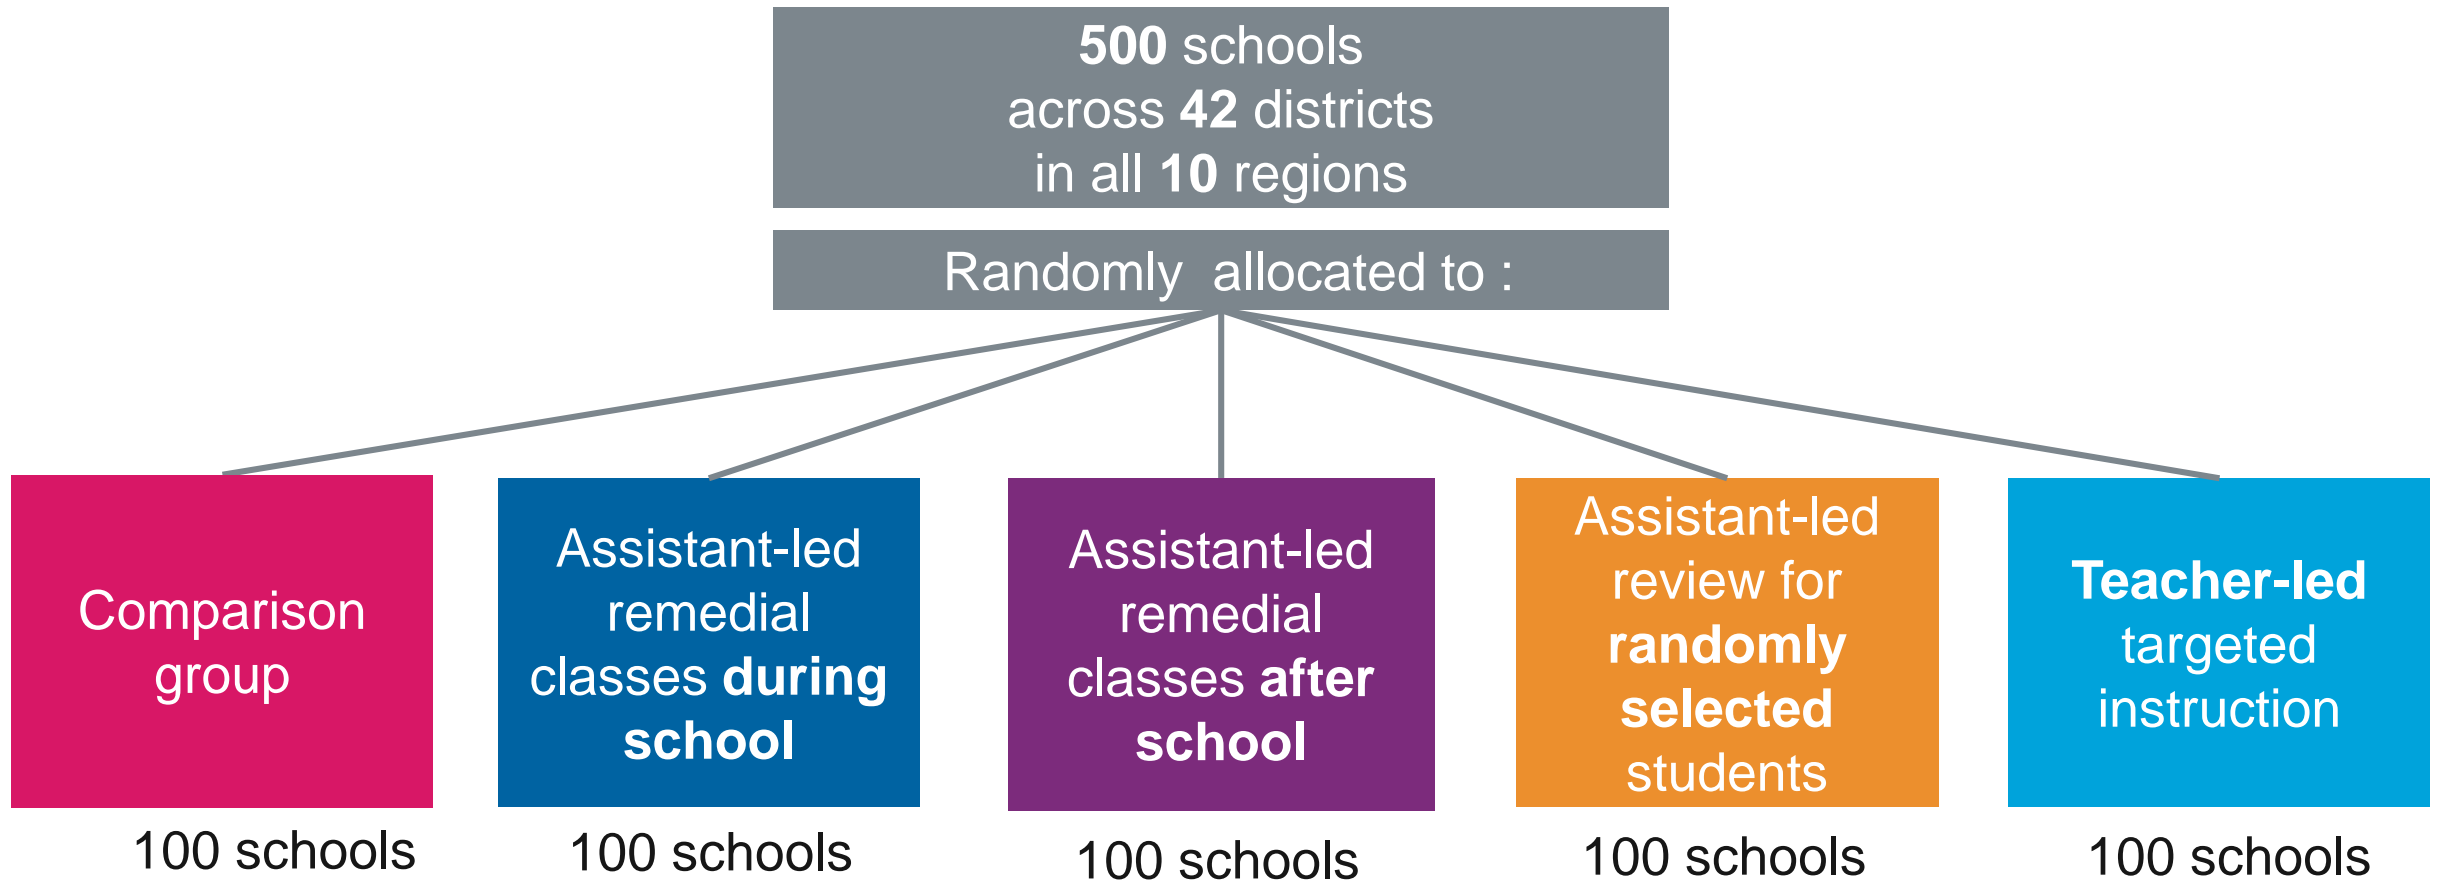 500 schools
across 42 districts
in all 10 regions
Randomly allocated to :
Comparison
group
100 schools
Assistant-led
remedial
classes during
school
100 schools
Assistant-led
remedial
classes after
school
100 schools
Assistant-led
review for
randomly
selected
students
100 schools
Teacher-led
targeted
instruction
100 schools